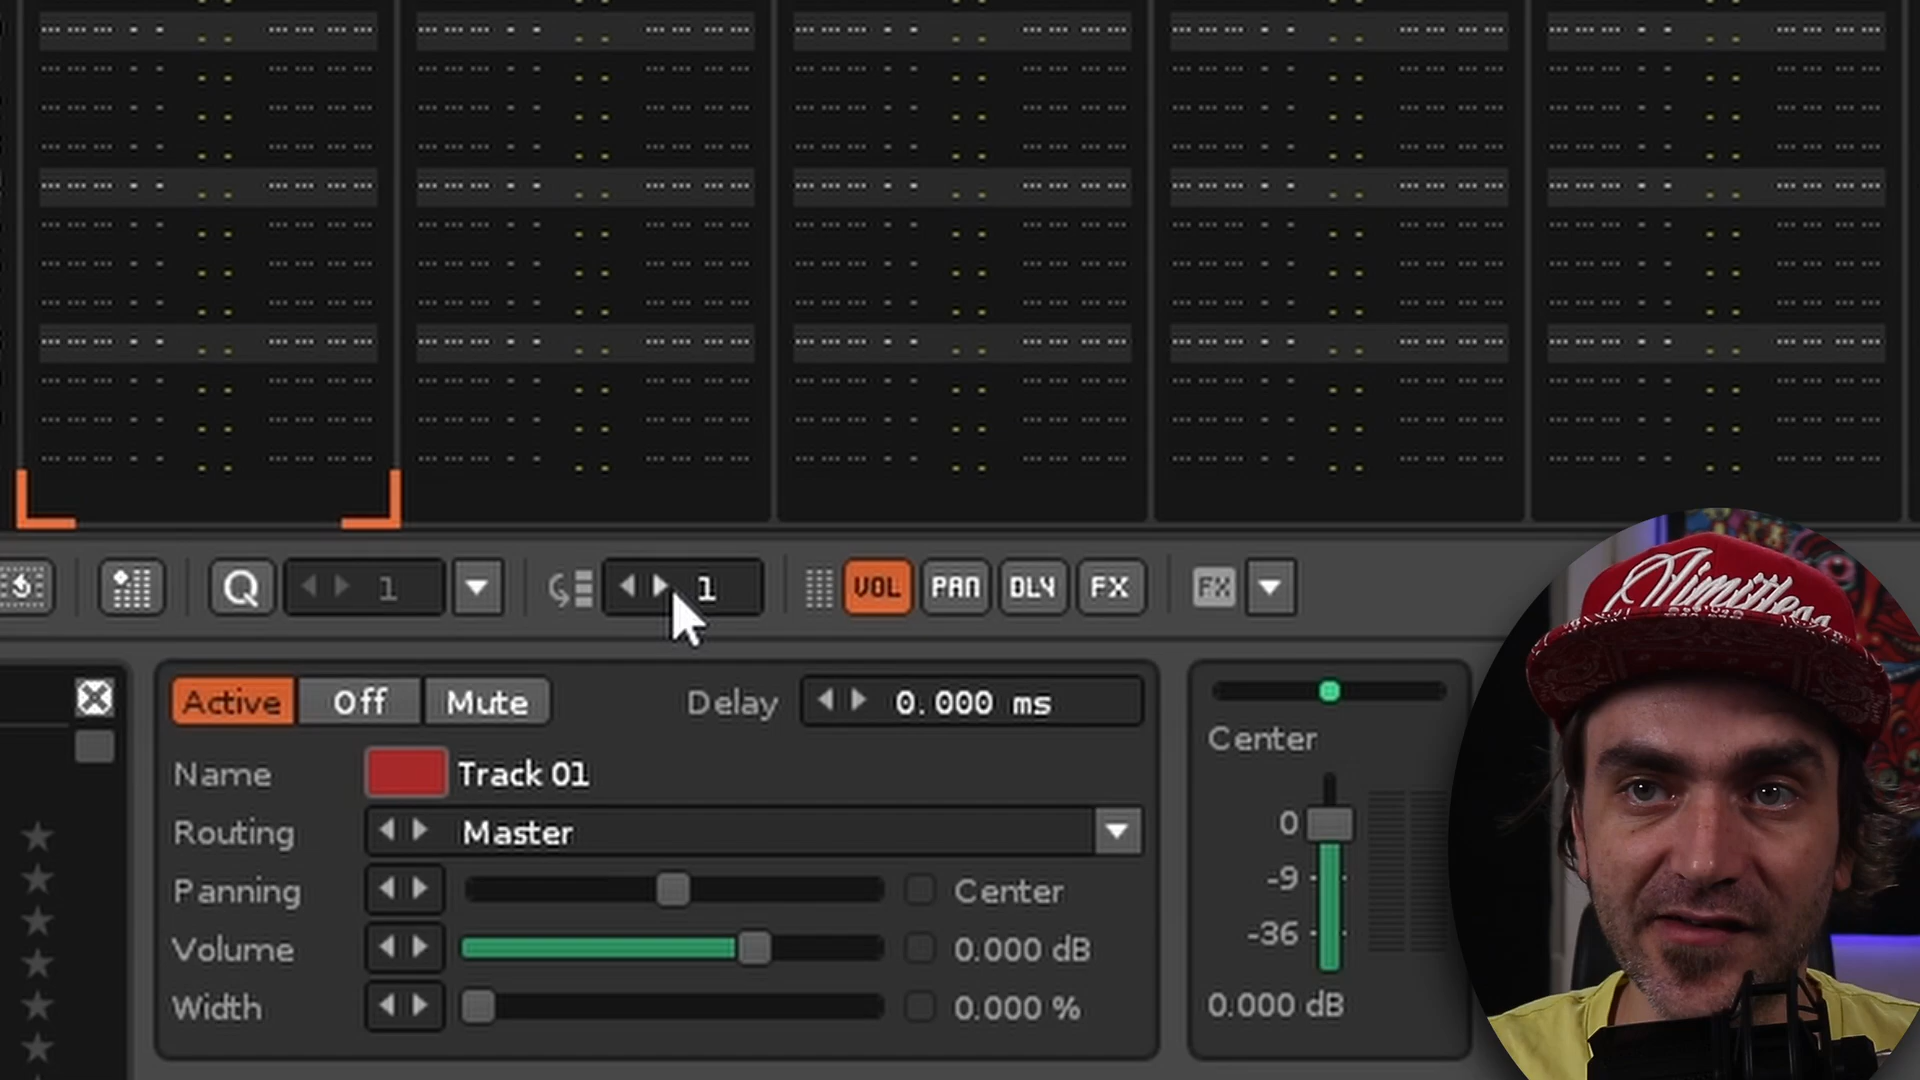 Q 1 1 VOL PAN DLY FX FX
Active Off Mute Delay 0.000 ms
Name Track 01
Routing Master
Panning Center
Volume 0.000 dB
Width 0.000 %
Center
0
-9
-36
0.000 dB